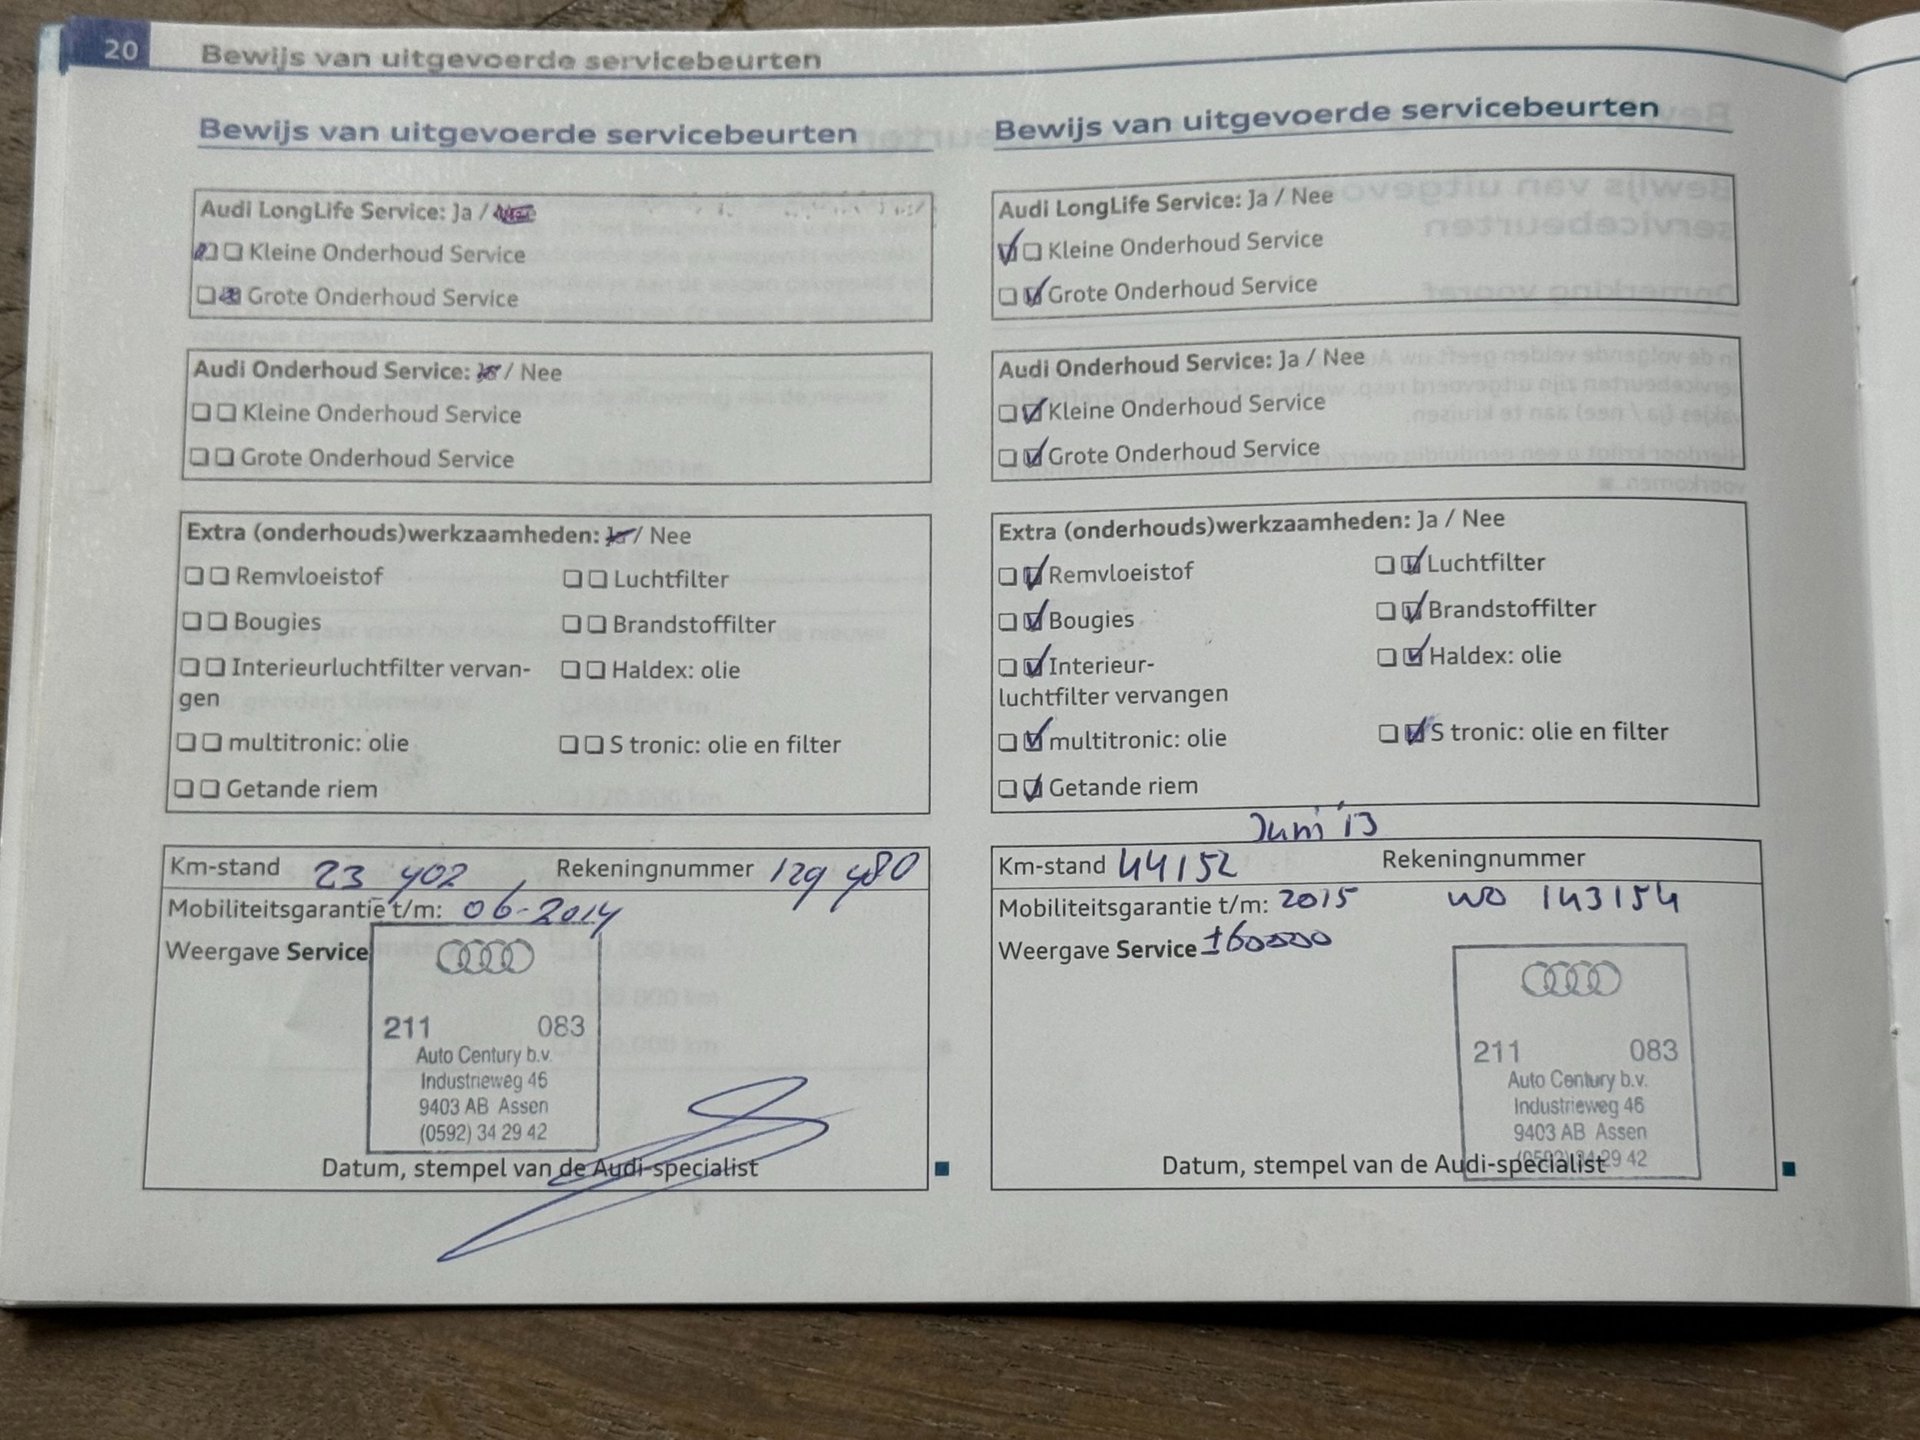 20 Bewijs van uitgevoerde servicebeurten
Bewijs van uitgevoerde servicebeurten
Audi LongLife Service: Ja / Nee
Kleine Onderhoud Service
Grote Onderhoud Service
Audi Onderhoud Service: Ja / Nee
Kleine Onderhoud Service
Grote Onderhoud Service
Extra (onderhouds)werkzaamheden: Ja / Nee
Remvloeistof Luchtfilter
Bougies Brandstoffilter
Interieurluchtfilter vervan- Haldex: olie
gen
multitronic: olie S tronic: olie en filter
Getande riem
Km-stand 23 402 Rekeningnummer 129 480
Mobiliteitsgarantie t/m: 06-2014
Weergave Service
211 083
Auto Century b.v.
Industrieweg 46
9403 AB Assen
(0592) 34 29 42
Datum, stempel van de Audi-specialist
Bewijs van uitgevoerde servicebeurten
Audi LongLife Service: Ja / Nee
Kleine Onderhoud Service
Grote Onderhoud Service
Audi Onderhoud Service: Ja / Nee
Kleine Onderhoud Service
Grote Onderhoud Service
Extra (onderhouds)werkzaamheden: Ja / Nee
Remvloeistof Luchtfilter
Bougies Brandstoffilter
Interieur- Haldex: olie
luchtfilter vervangen
multitronic: olie S tronic: olie en filter
Getande riem
Juni '13
Km-stand 44152 Rekeningnummer
Mobiliteitsgarantie t/m: 2015 WO 143154
Weergave Service ±60000
211 083
Auto Century b.v.
Industrieweg 46
9403 AB Assen
(0592) 34 29 42
Datum, stempel van de Audi-specialist